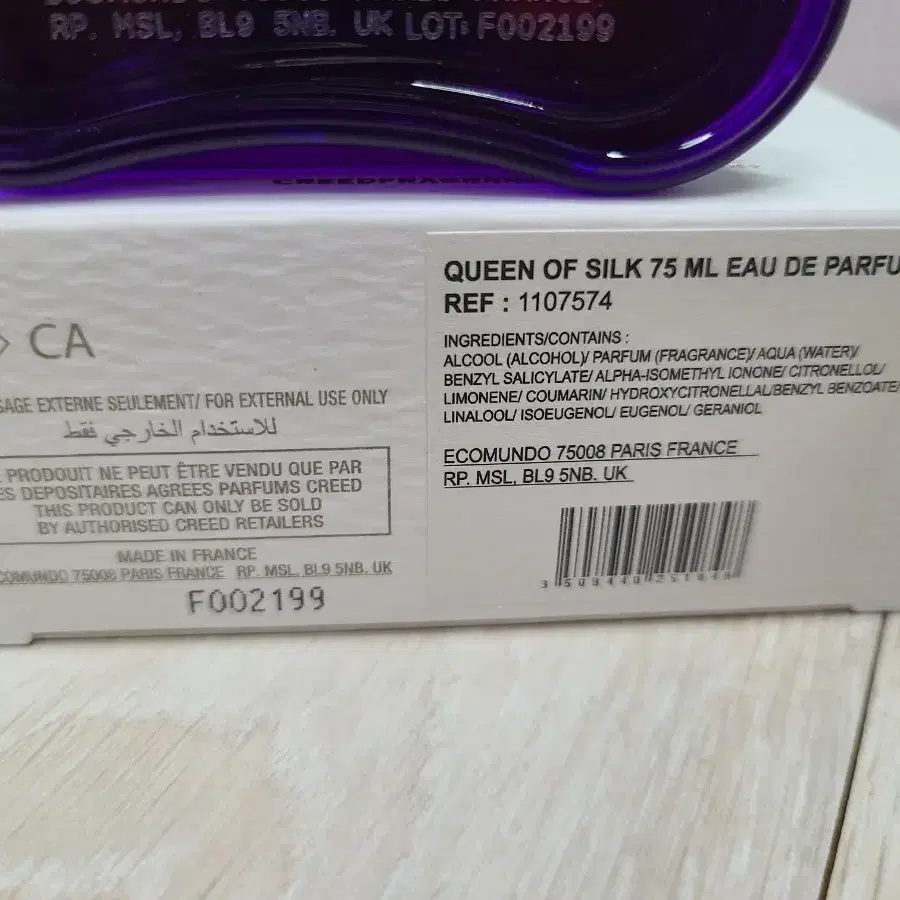 RP. MSL, BL9 5NB. UK LOT: F002199
CA
USAGE EXTERNE SEULEMENT/ FOR EXTERNAL USE ONLY
للاستخدام الخارجي فقط
PRODOUIT NE PEUT ÊTRE VENDU QUE PAR
ES DEPOSITAIRES AGREES PARFUMS CREED
THIS PRODUCT CAN ONLY BE SOLD
BY AUTHORISED CREED RETAILERS
MADE IN FRANCE
COMUNDO 75008 PARIS FRANCE RP. MSL, BL9 5NB. UK
F002199
QUEEN OF SILK 75 ML EAU DE PARFU
REF : 1107574
INGREDIENTS/CONTAINS :
ALCOOL (ALCOHOL)/ PARFUM (FRAGRANCE)/ AQUA (WATER)/
BENZYL SALICYLATE/ ALPHA-ISOMETHYL IONONE/ CITRONELLOL/
LIMONENE/ COUMARIN/ HYDROXYCITRONELLAL/BENZYL BENZOATE/
LINALOOL/ ISOEUGENOL/ EUGENOL/ GERANIOL
ECOMUNDO 75008 PARIS FRANCE
RP. MSL, BL9 5NB. UK